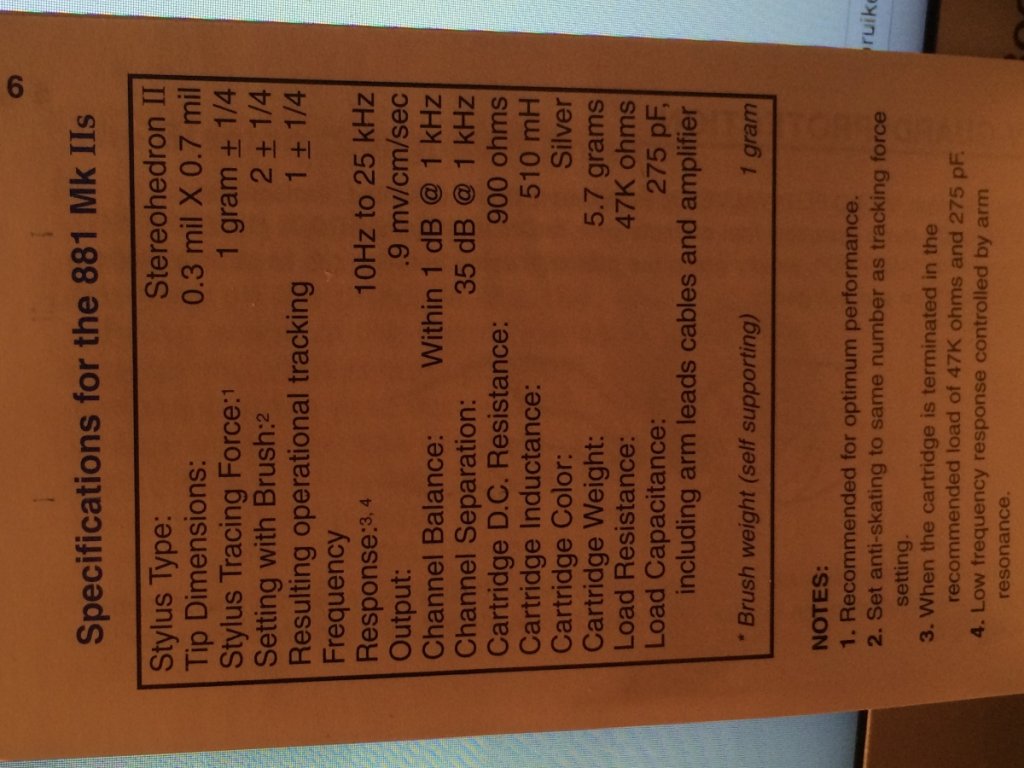 6
Specifications for the 881 Mk IIs
Stylus Type: Stereohedron II
Tip Dimensions: 0.3 mil X 0.7 mil
Stylus Tracing Force:1 1 gram ± 1/4
Setting with Brush:2 2 ± 1/4
Resulting operational tracking 1 ± 1/4
Frequency
Response:3, 4 10Hz to 25 kHz
Output: .9 mv/cm/sec
Channel Balance: Within 1 dB @ 1 kHz
Channel Separation: 35 dB @ 1 kHz
Cartridge D.C. Resistance: 900 ohms
Cartridge Inductance: 510 mH
Cartridge Color: Silver
Cartridge Weight: 5.7 grams
Load Resistance: 47K ohms
Load Capacitance: 275 pF,
including arm leads cables and amplifier
* Brush weight (self supporting) 1 gram
NOTES:
1. Recommended for optimum performance.
2. Set anti-skating to same number as tracking force
setting.
3. When the cartridge is terminated in the
recommended load of 47K ohms and 275 pF.
4. Low frequency response controlled by arm
resonance.